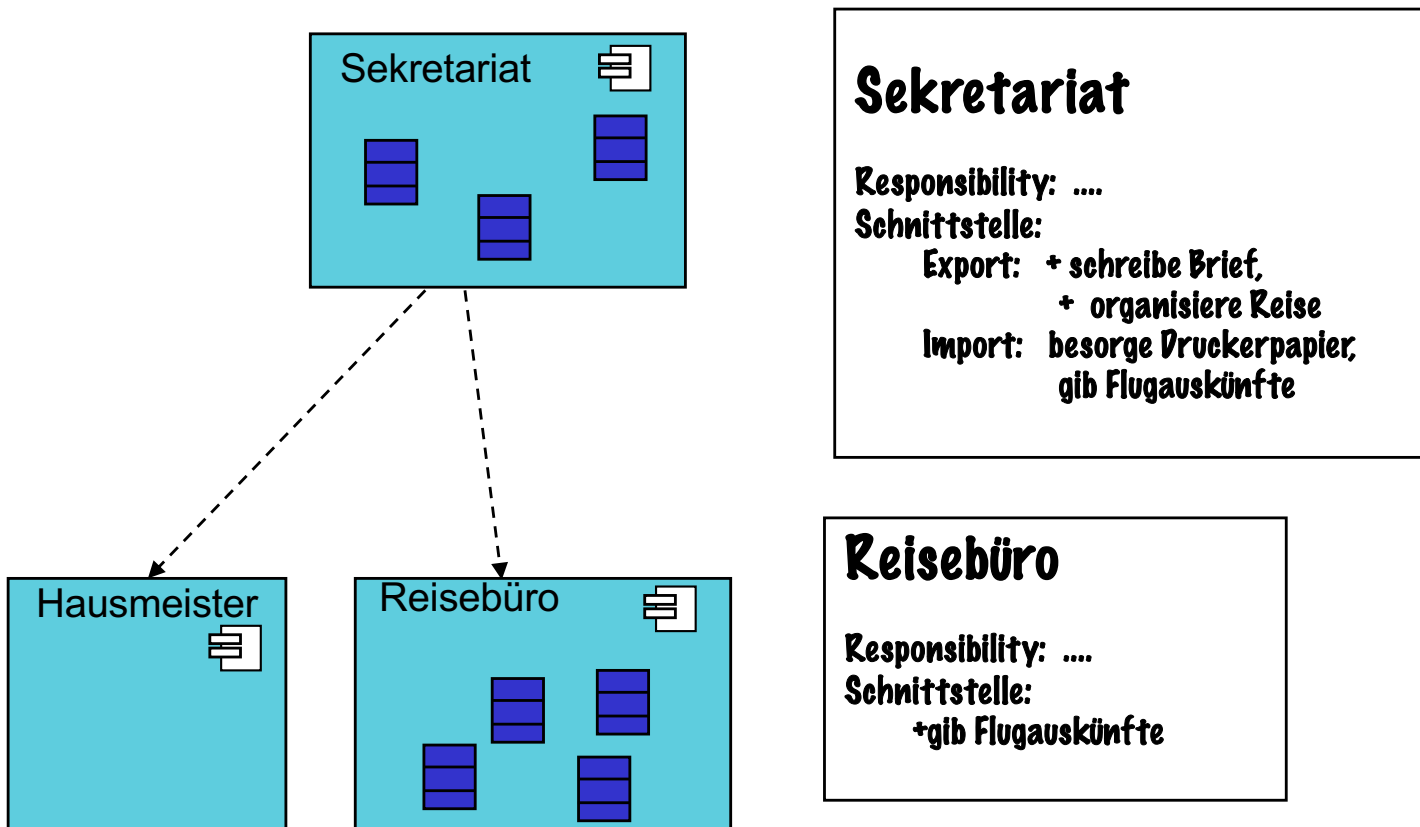 Sekretariat
Hausmeister
Reisebüro
Sekretariat
Responsibility: ....
Schnittstelle:
Export: + schreibe Brief,
+ organisiere Reise
Import: besorge Druckerpapier,
gib Flugauskünfte
Reisebüro
Responsibility: ....
Schnittstelle:
+gib Flugauskünfte